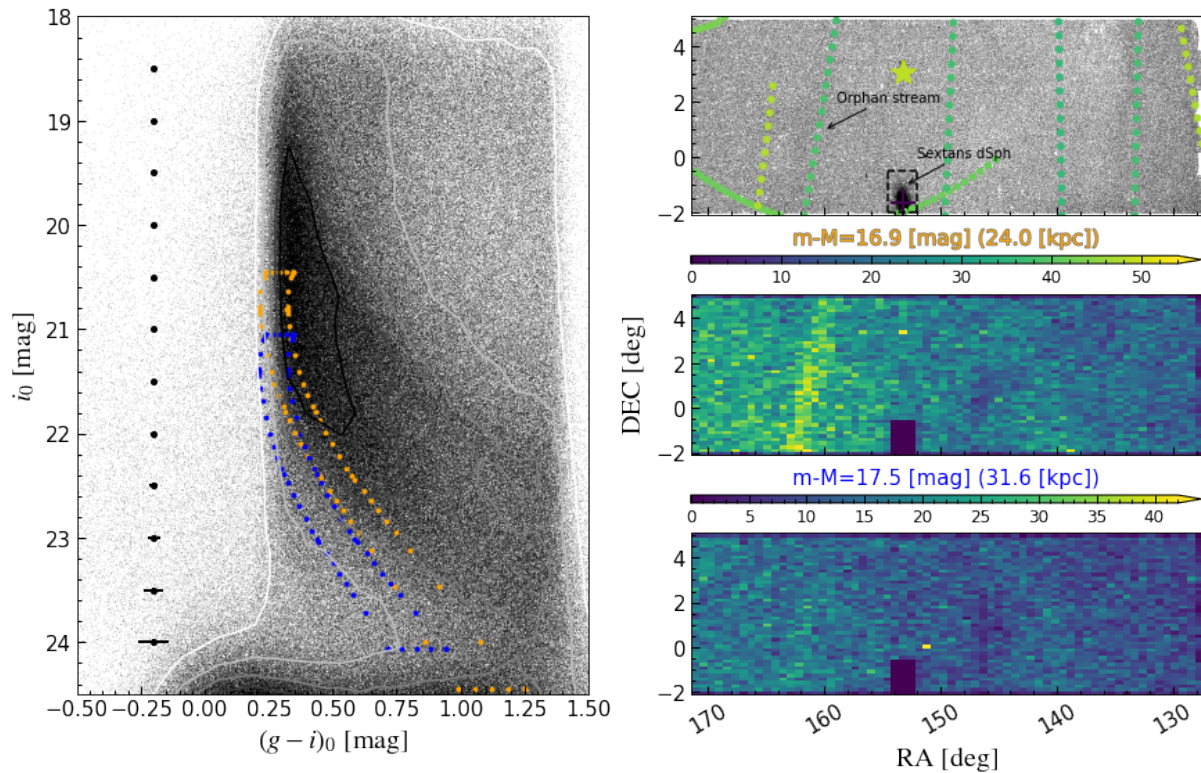 18
19
20
21
22
23
24
i₀ [mag]
−0.50 −0.25 0.00 0.25 0.50 0.75 1.00 1.25 1.50
(g − i)₀ [mag]
4
2
0
−2
Orphan stream
Sextans dSph
m-M=16.9 [mag] (24.0 [kpc])
0 10 20 30 40 50
4
2
0
−2
DEC [deg]
m-M=17.5 [mag] (31.6 [kpc])
0 5 10 15 20 25 30 35 40
4
2
0
−2
170 160 150 140 130
RA [deg]